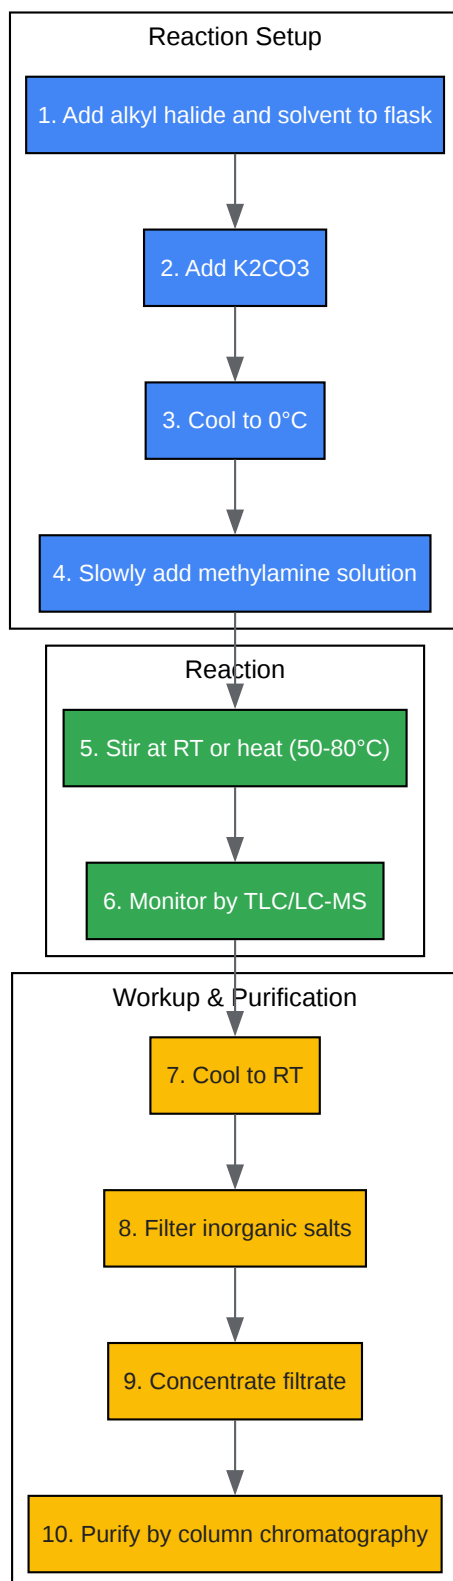 Reaction Setup
1. Add alkyl halide and solvent to flask
2. Add K2CO3
3. Cool to 0°C
4. Slowly add methylamine solution
Reaction
5. Stir at RT or heat (50-80°C)
6. Monitor by TLC/LC-MS
Workup & Purification
7. Cool to RT
8. Filter inorganic salts
9. Concentrate filtrate
10. Purify by column chromatography